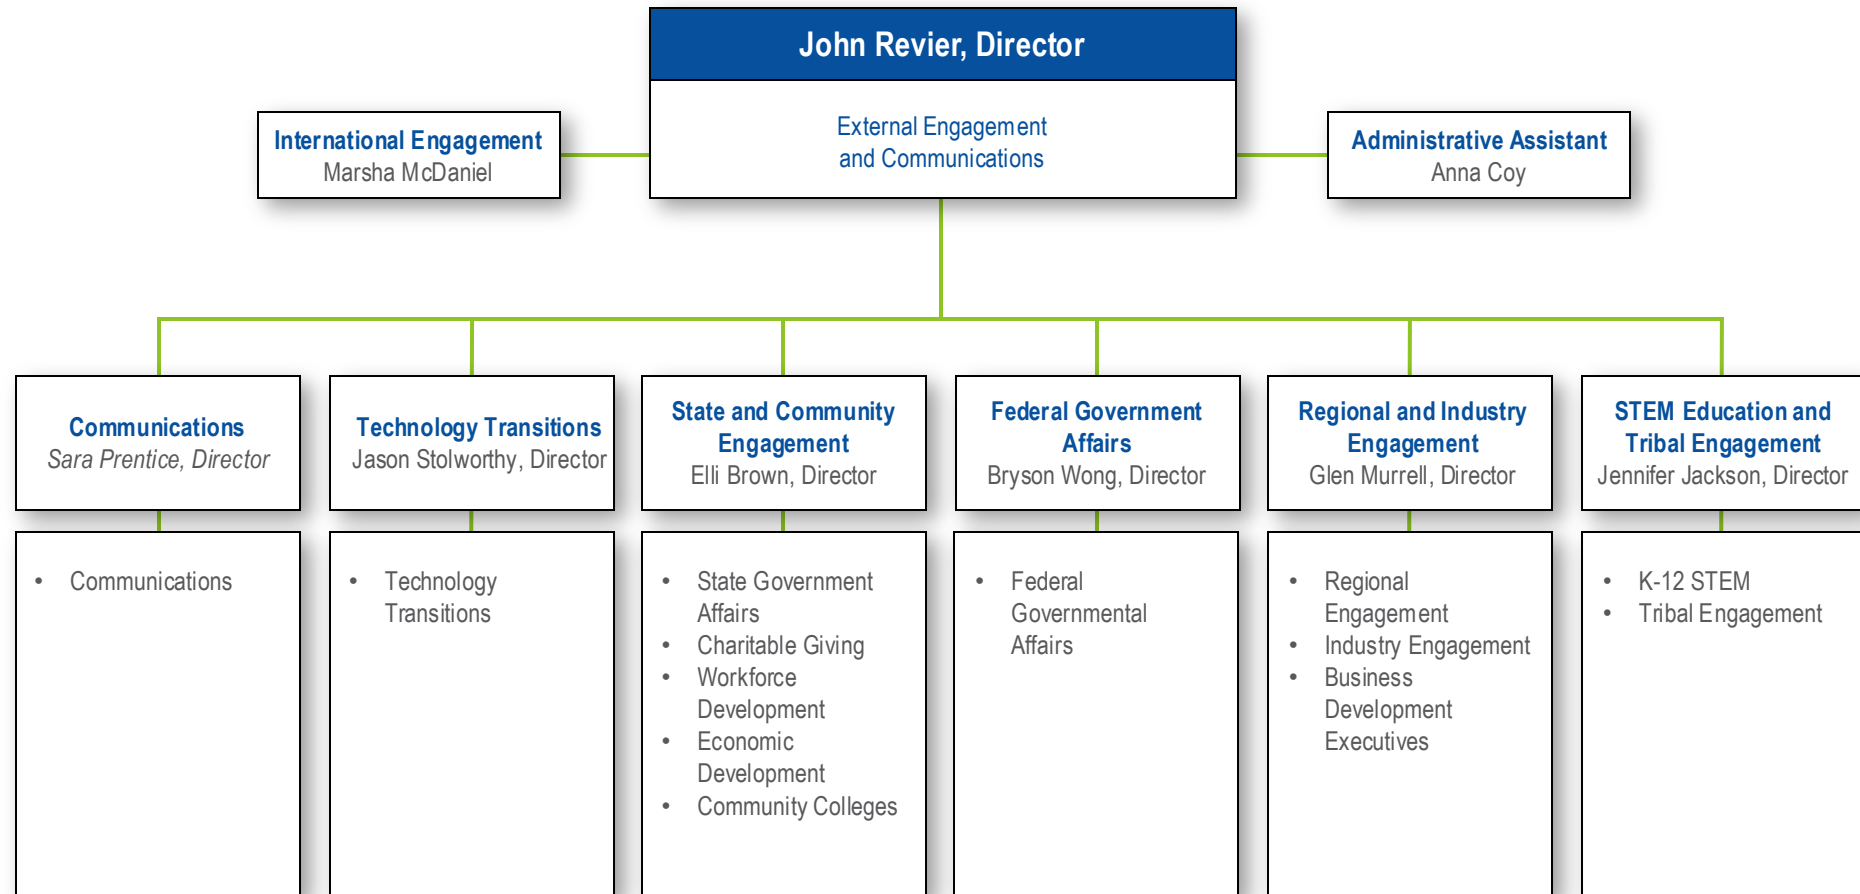 John Revier, Director
External Engagement
and Communications
International Engagement
Marsha McDaniel
Administrative Assistant
Anna Coy
Communications
Sara Prentice, Director
Technology Transitions
Jason Stolworthy, Director
State and Community
Engagement
Elli Brown, Director
Federal Government
Affairs
Bryson Wong, Director
Regional and Industry
Engagement
Glen Murrell, Director
STEM Education and
Tribal Engagement
Jennifer Jackson, Director
• Communications
• Technology
Transitions
• State Government
Affairs
• Charitable Giving
• Workforce
Development
• Economic
Development
• Community Colleges
• Federal
Governmental
Affairs
• Regional
Engagement
• Industry Engagement
• Business
Development
Executives
• K-12 STEM
• Tribal Engagement